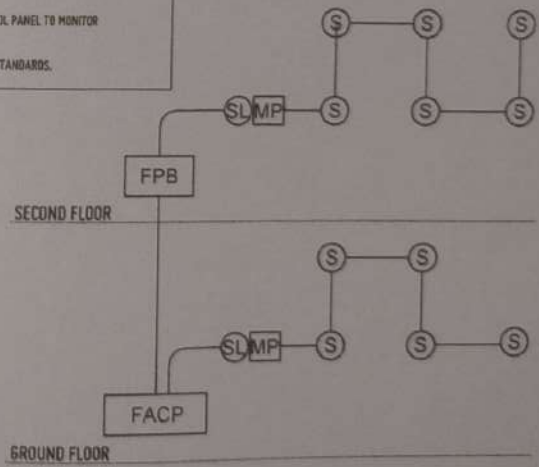 OL PANEL TO MONITOR
TANDARDS.
S S S
SL MP S S S
FPB
SECOND FLOOR
S S
SL MP S S S
FACP
GROUND FLOOR